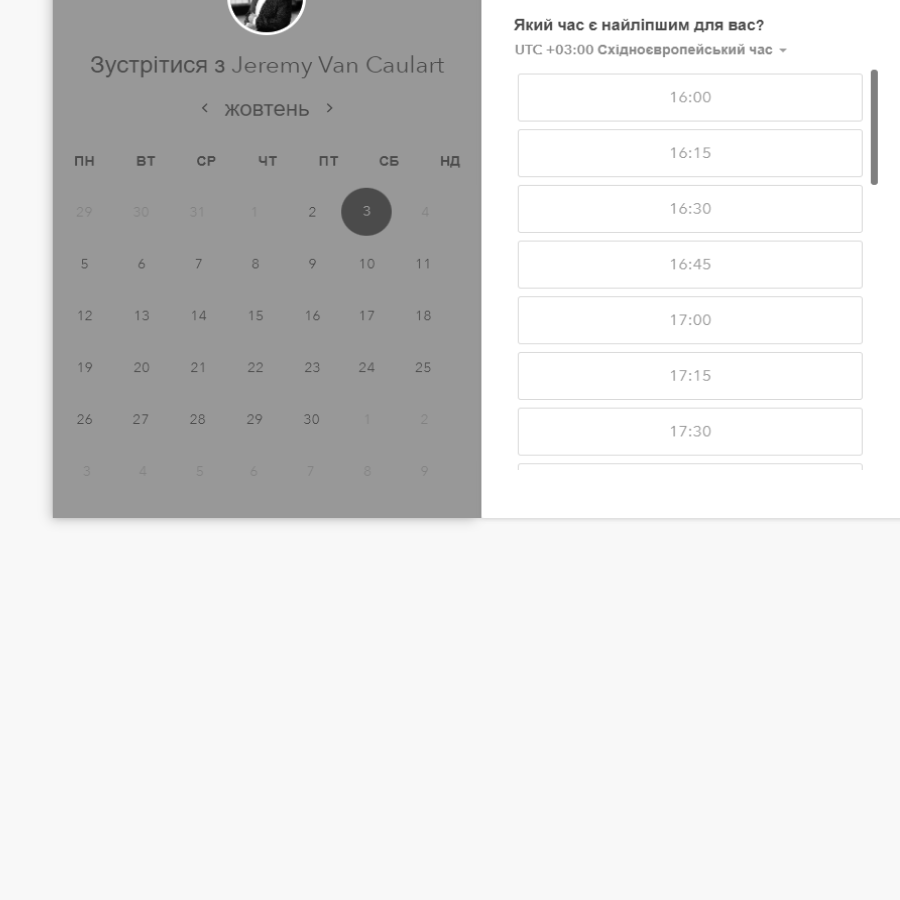 Зустрітися з Jeremy Van Caulart
жовтень
ПН ВТ СР ЧТ ПТ СБ НД
29 30 31 1 2 3 4
5 6 7 8 9 10 11
12 13 14 15 16 17 18
19 20 21 22 23 24 25
26 27 28 29 30 1 2
3 4 5 6 7 8 9
Який час є найліпшим для вас?
UTC +03:00 Східноєвропейський час
16:00
16:15
16:30
16:45
17:00
17:15
17:30